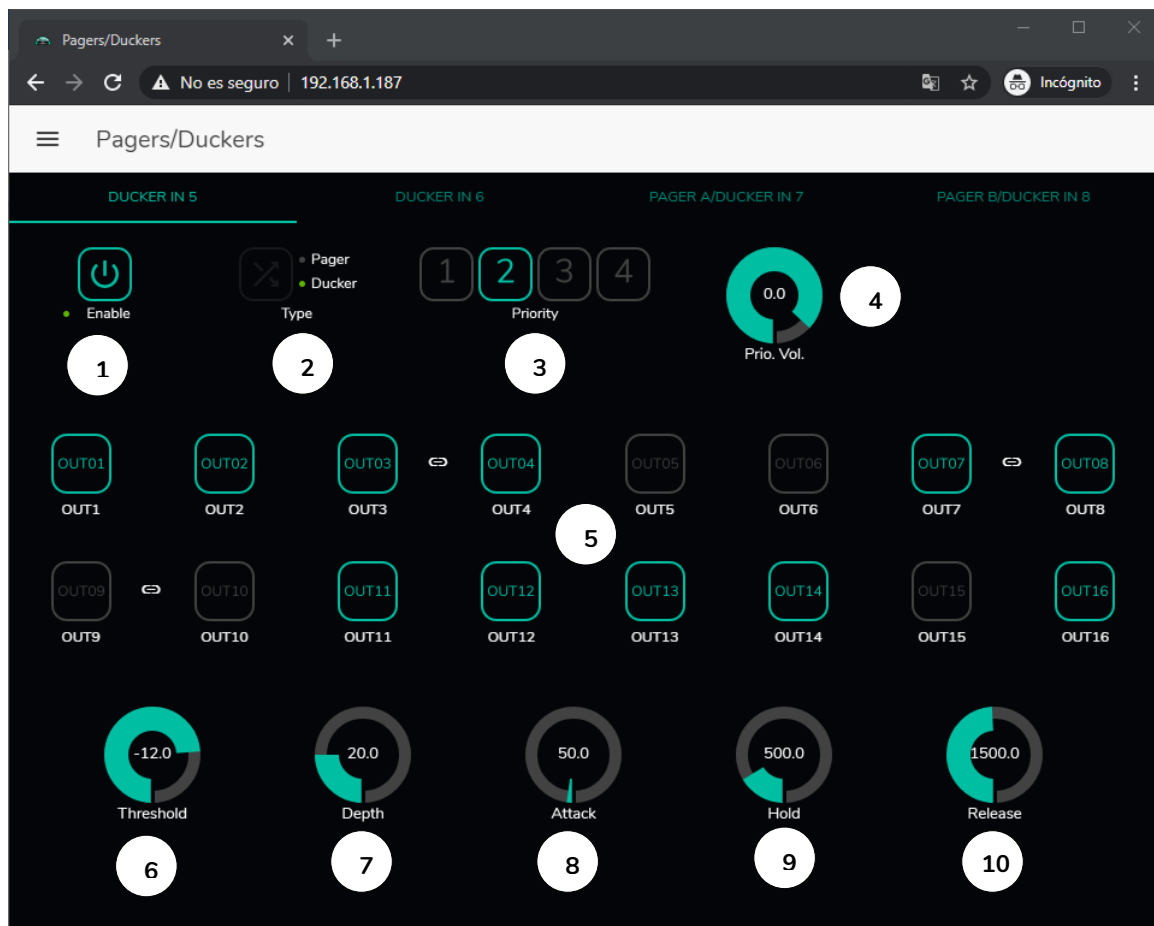 Pagers/Duckers
No es seguro 192.168.1.187 Incógnito
Pagers/Duckers
DUCKER IN 5 DUCKER IN 6 PAGER A/DUCKER IN 7 PAGER B/DUCKER IN 8
Pager
Ducker
1 2 3 4
0.0
Enable Type Priority
Prio. Vol.
1 2 3 4
OUT01 OUT02 OUT03 OUT04 OUT05 OUT06 OUT07 OUT08
OUT1 OUT2 OUT3 OUT4 OUT5 OUT6 OUT7 OUT8
5
OUT09 OUT10 OUT11 OUT12 OUT13 OUT14 OUT15 OUT16
OUT9 OUT10 OUT11 OUT12 OUT13 OUT14 OUT15 OUT16
-12.0 20.0 50.0 500.0 1500.0
Threshold Depth Attack Hold Release
6 7 8 9 10